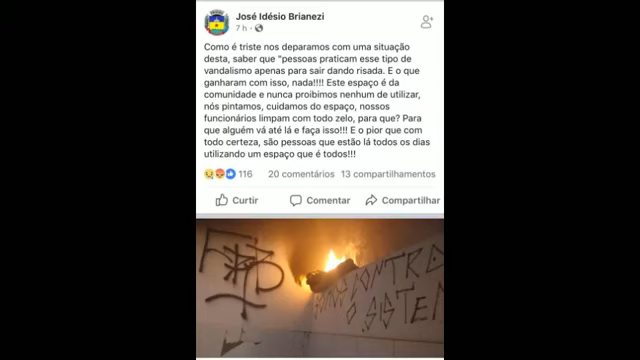 José Idésio Brianezi
7 h ·
Como é triste nos deparamos com uma situação
desta, saber que "pessoas praticam esse tipo de
vandalismo apenas para sair dando risada. E o que
ganharam com isso, nada!!!! Este espaço é da
comunidade e nunca proibimos nenhum de utilizar,
nós pintamos, cuidamos do espaço, nossos
funcionários limpam com todo zelo, para que? Para
que alguém vá até lá e faça isso!!! E o pior que com
todo certeza, são pessoas que estão lá todos os dias
utilizando um espaço que é todos!!!
116 20 comentários 13 compartilhamentos
Curtir Comentar Compartilhar
CONTRO
O SISTEM